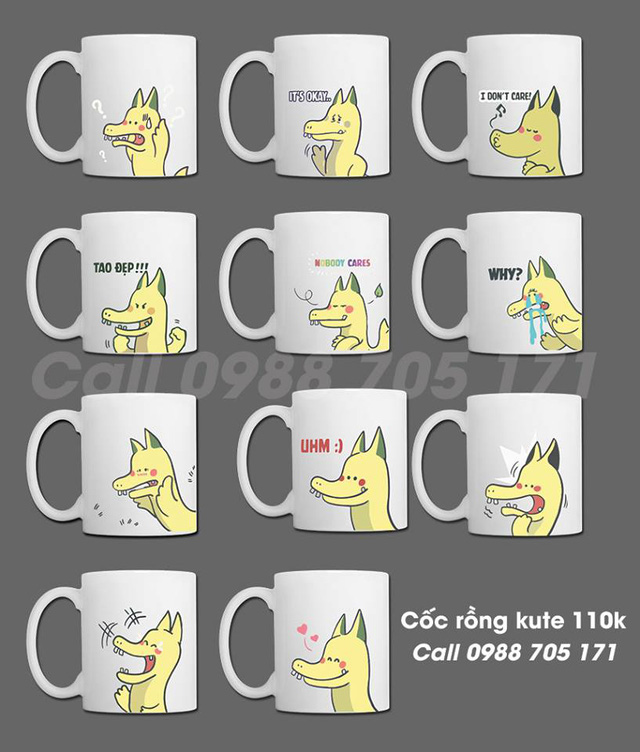 IT'S OKAY..
I DON'T CARE!
TAO ĐẸP!!!
NOBODY CARES
WHY?
Call 0988 705 171
UHM :)
Cốc rồng kute 110k
Call 0988 705 171